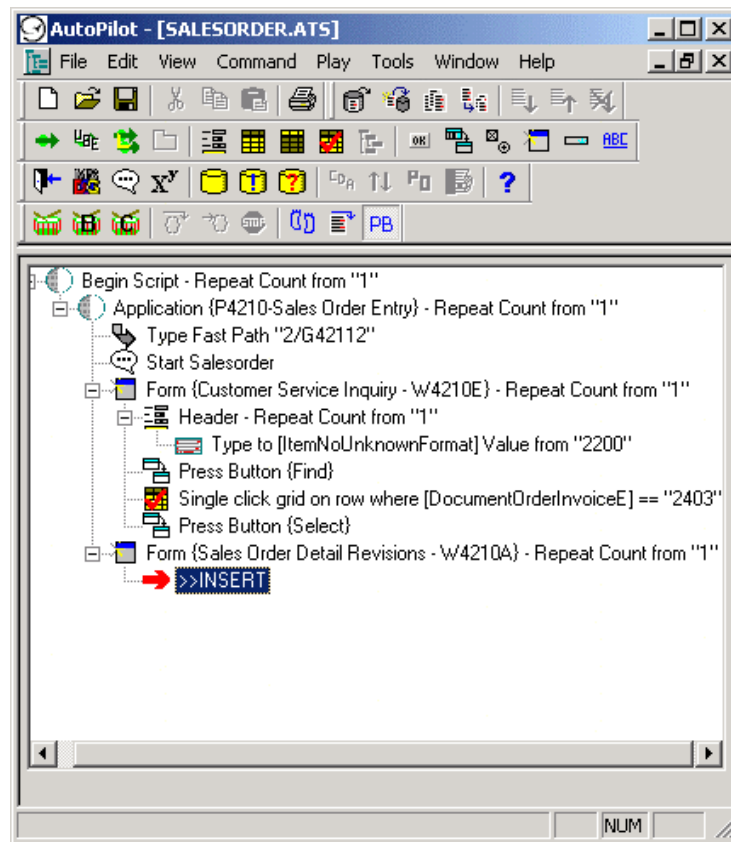 AutoPilot - [SALESORDER.ATS]
File Edit View Command Play Tools Window Help
UBE OK ABC
X^y CDA PO ?
B C STOP PB
Begin Script - Repeat Count from "1"
Application {P4210-Sales Order Entry} - Repeat Count from "1"
Type Fast Path "2/G42112"
Start Salesorder
Form {Customer Service Inquiry - W4210E} - Repeat Count from "1"
Header - Repeat Count from "1"
Type to [ItemNoUnknownFormat] Value from "2200"
Press Button {Find}
Single click grid on row where [DocumentOrderInvoiceE] == "2403"
Press Button {Select}
Form {Sales Order Detail Revisions - W4210A} - Repeat Count from "1"
>>INSERT
NUM